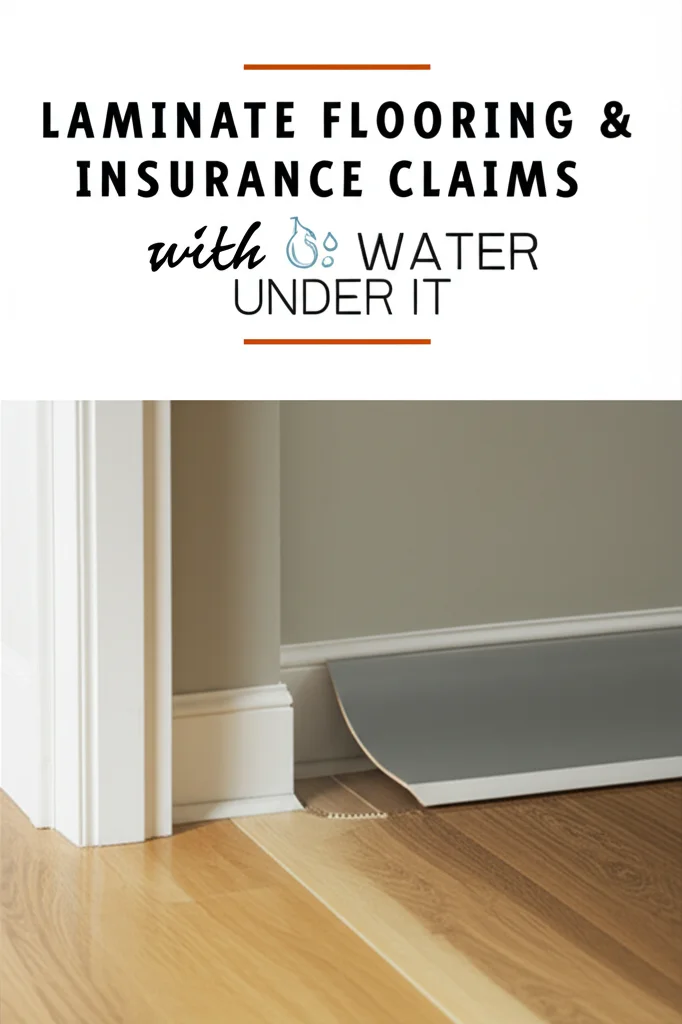 LAMINATE FLOORING &
INSURANCE CLAIMS
with WATER
UNDER IT